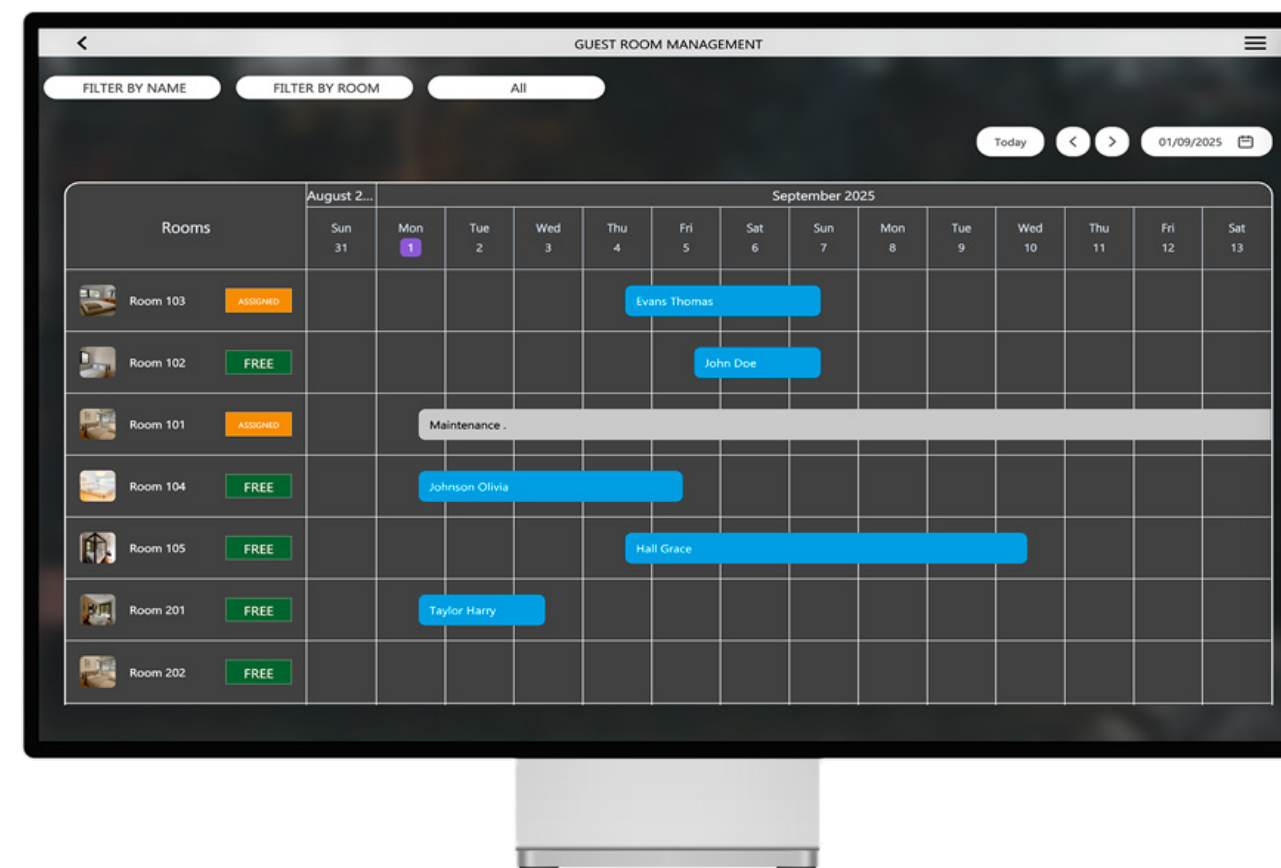 GUEST ROOM MANAGEMENT
FILTER BY NAME FILTER BY ROOM All
Today 01/09/2025
August 2... September 2025
Rooms
Sun Mon Tue Wed Thu Fri Sat Sun Mon Tue Wed Thu Fri Sat
31 1 2 3 4 5 6 7 8 9 10 11 12 13
Room 103 ASSIGNED Evans Thomas
Room 102 FREE John Doe
Room 101 ASSIGNED Maintenance .
Room 104 FREE Johnson Olivia
Room 105 FREE Hall Grace
Room 201 FREE Taylor Harry
Room 202 FREE